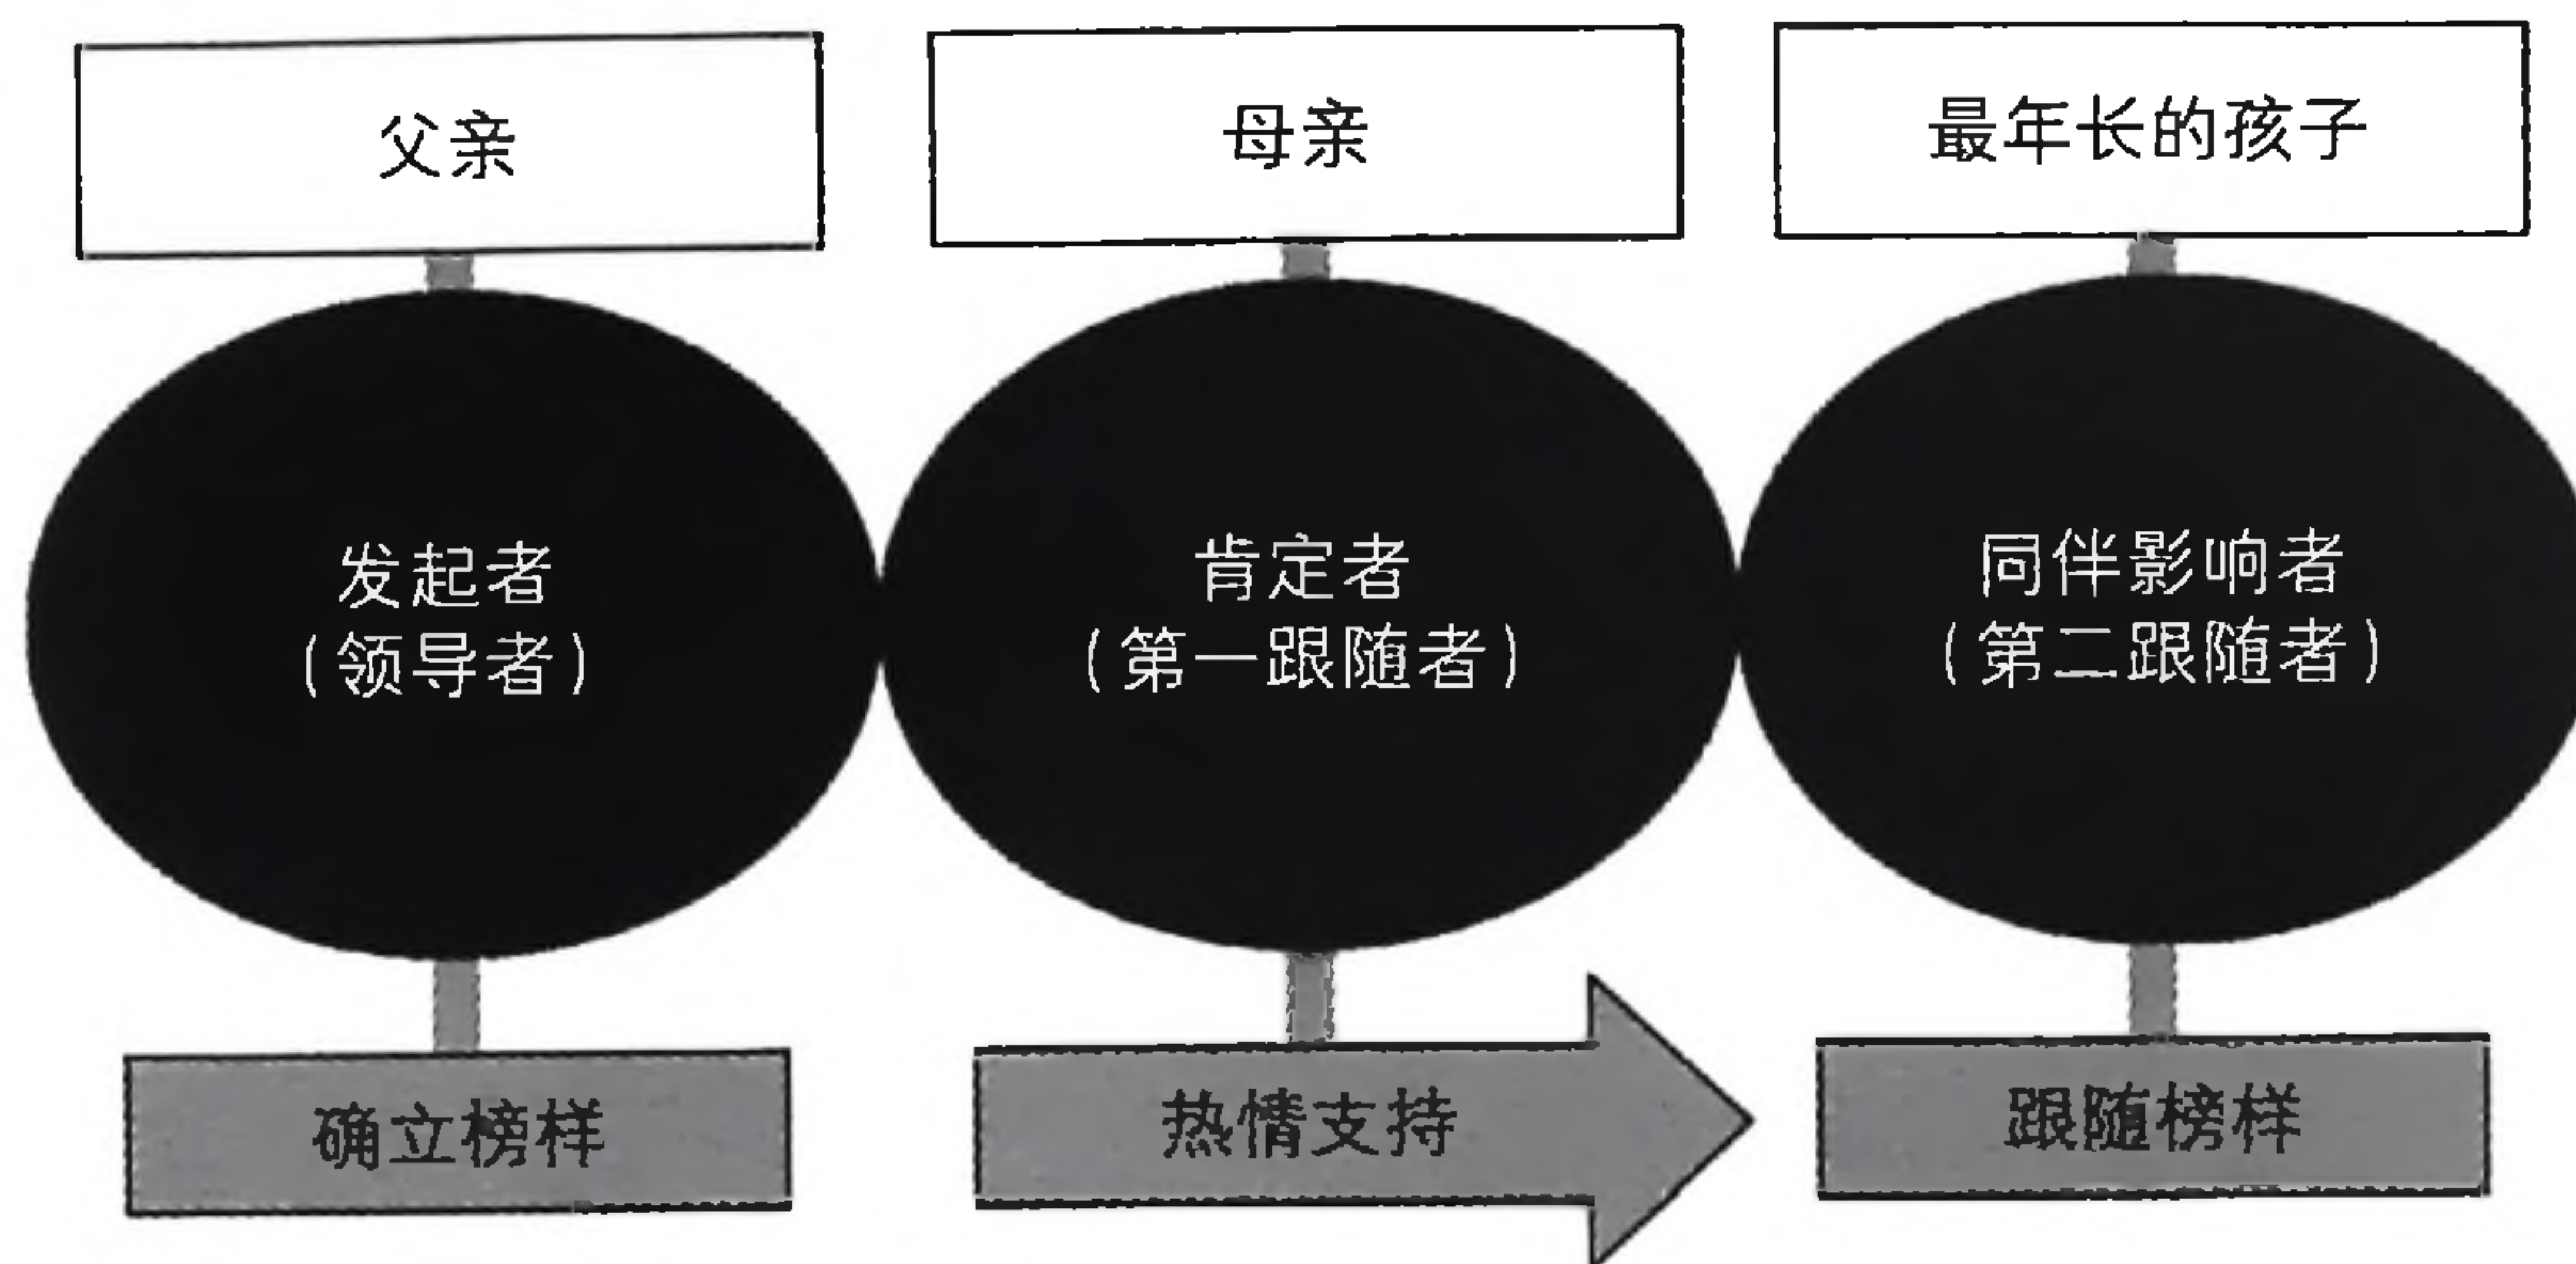 父亲
母亲
最年长的孩子
发起者
（领导者）
肯定者
（第一跟随者）
同伴影响者
（第二跟随者）
确立榜样
热情支持
跟随榜样